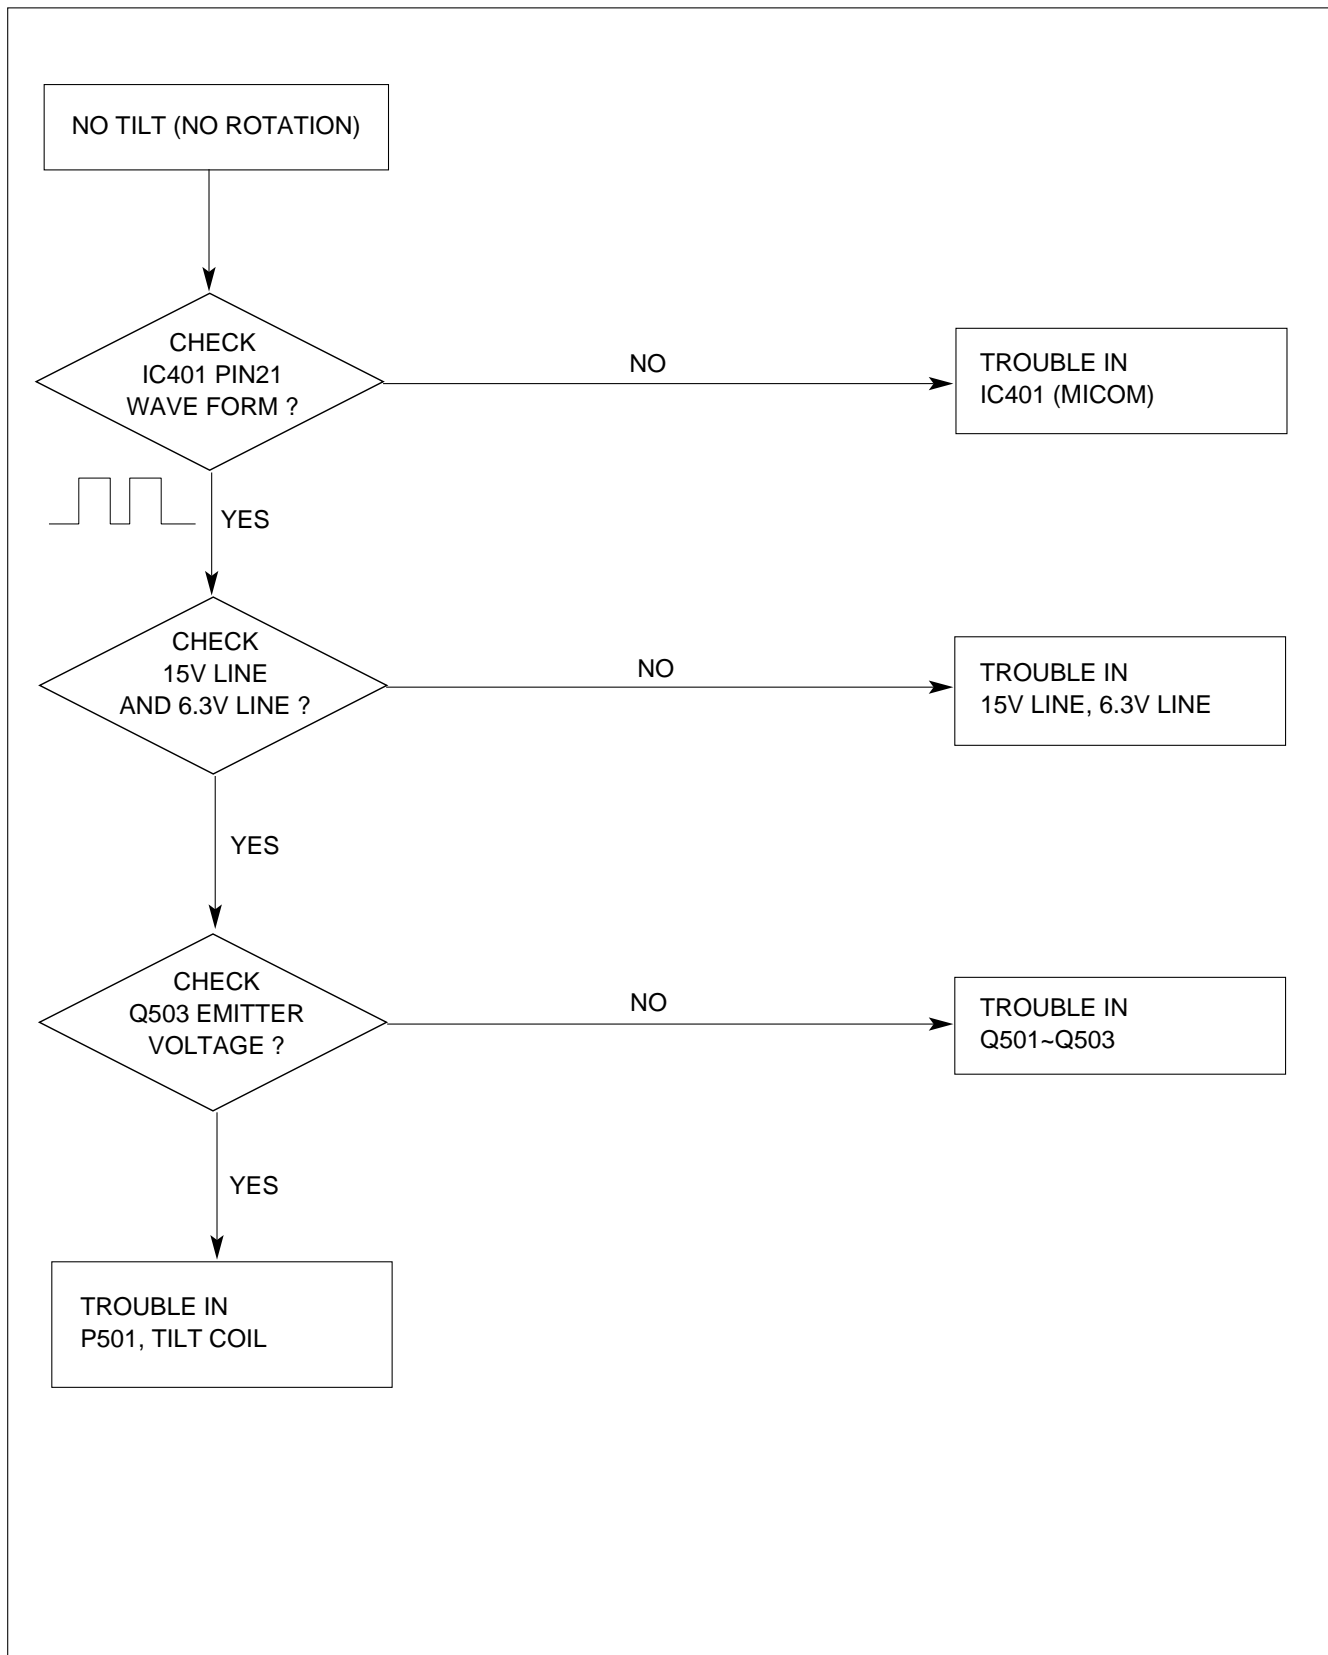 NO TILT (NO ROTATION)
CHECK
IC401 PIN21
WAVE FORM ?
NO
TROUBLE IN
IC401 (MICOM)
YES
CHECK
15V LINE
AND 6.3V LINE ?
NO
TROUBLE IN
15V LINE, 6.3V LINE
YES
CHECK
Q503 EMITTER
VOLTAGE ?
NO
TROUBLE IN
Q501~Q503
YES
TROUBLE IN
P501, TILT COIL